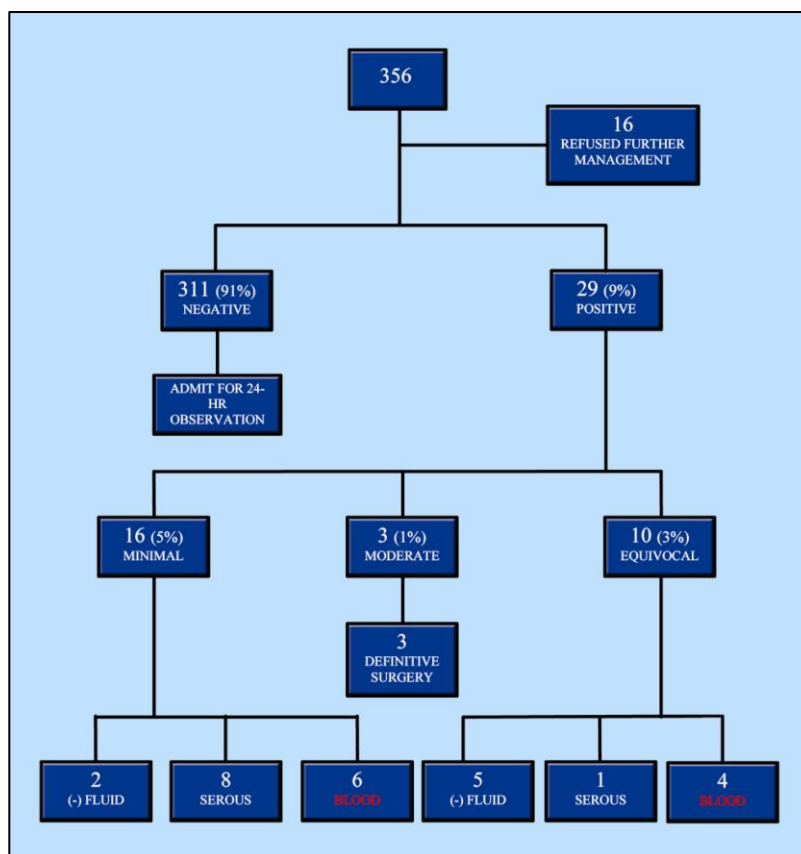 356
16
REFUSED FURTHER
MANAGEMENT
311 (91%)
NEGATIVE
29 (9%)
POSITIVE
ADMIT FOR 24-
HR
OBSERVATION
16 (5%)
MINIMAL
3 (1%)
MODERATE
10 (3%)
EQUIVOCAL
3
DEFINITIVE
SURGERY
2
(-) FLUID
8
SEROUS
6
BLOOD
5
(-) FLUID
1
SEROUS
4
BLOOD